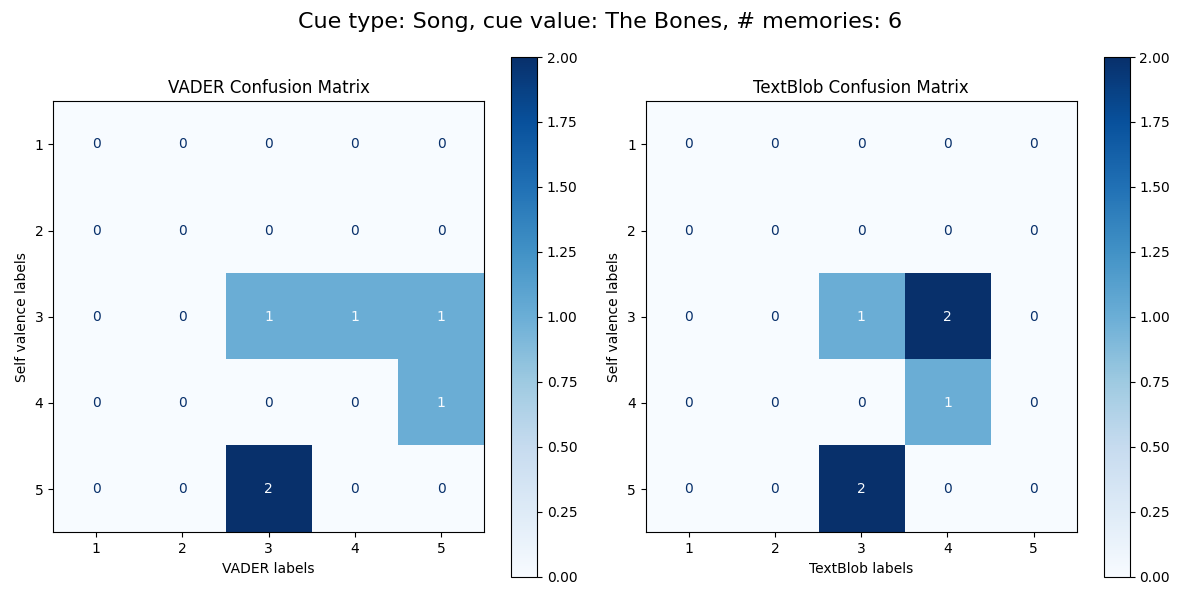 Cue type: Song, cue value: The Bones, # memories: 6
VADER Confusion Matrix
Self valence labels
1 0 0 0 0 0
2 0 0 0 0 0
3 0 0 1 1 1
4 0 0 0 0 1
5 0 0 2 0 0
1 2 3 4 5
VADER labels
2.00
1.75
1.50
1.25
1.00
0.75
0.50
0.25
0.00
TextBlob Confusion Matrix
Self valence labels
1 0 0 0 0 0
2 0 0 0 0 0
3 0 0 1 2 0
4 0 0 0 1 0
5 0 0 2 0 0
1 2 3 4 5
TextBlob labels
2.00
1.75
1.50
1.25
1.00
0.75
0.50
0.25
0.00